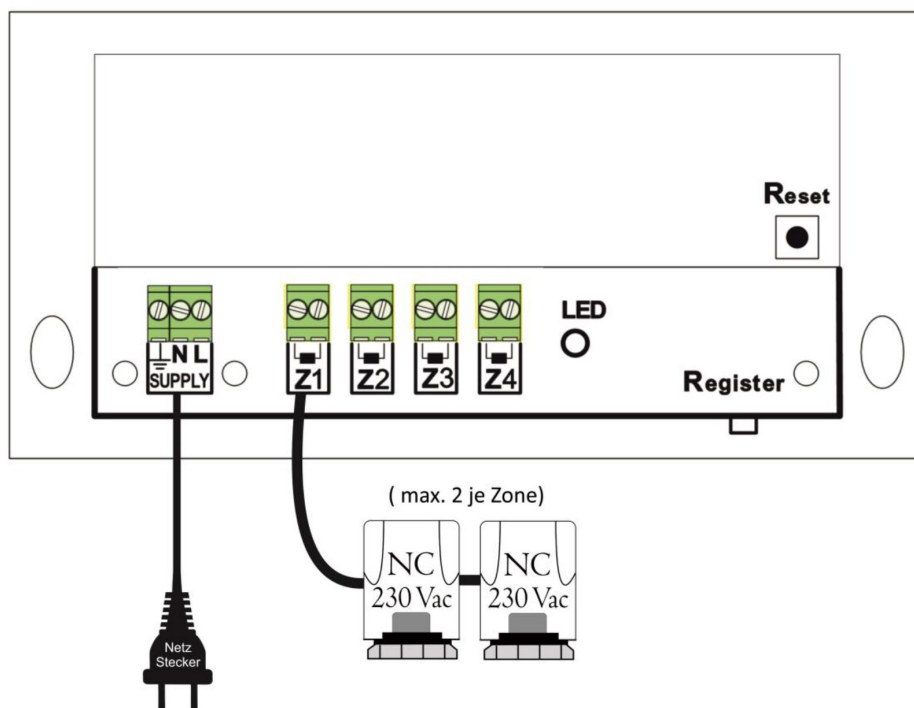 Reset
LED
N L
SUPPLY
Z1 Z2 Z3 Z4
Register
( max. 2 je Zone)
NC
230 Vac
NC
230 Vac
Netz
Stecker